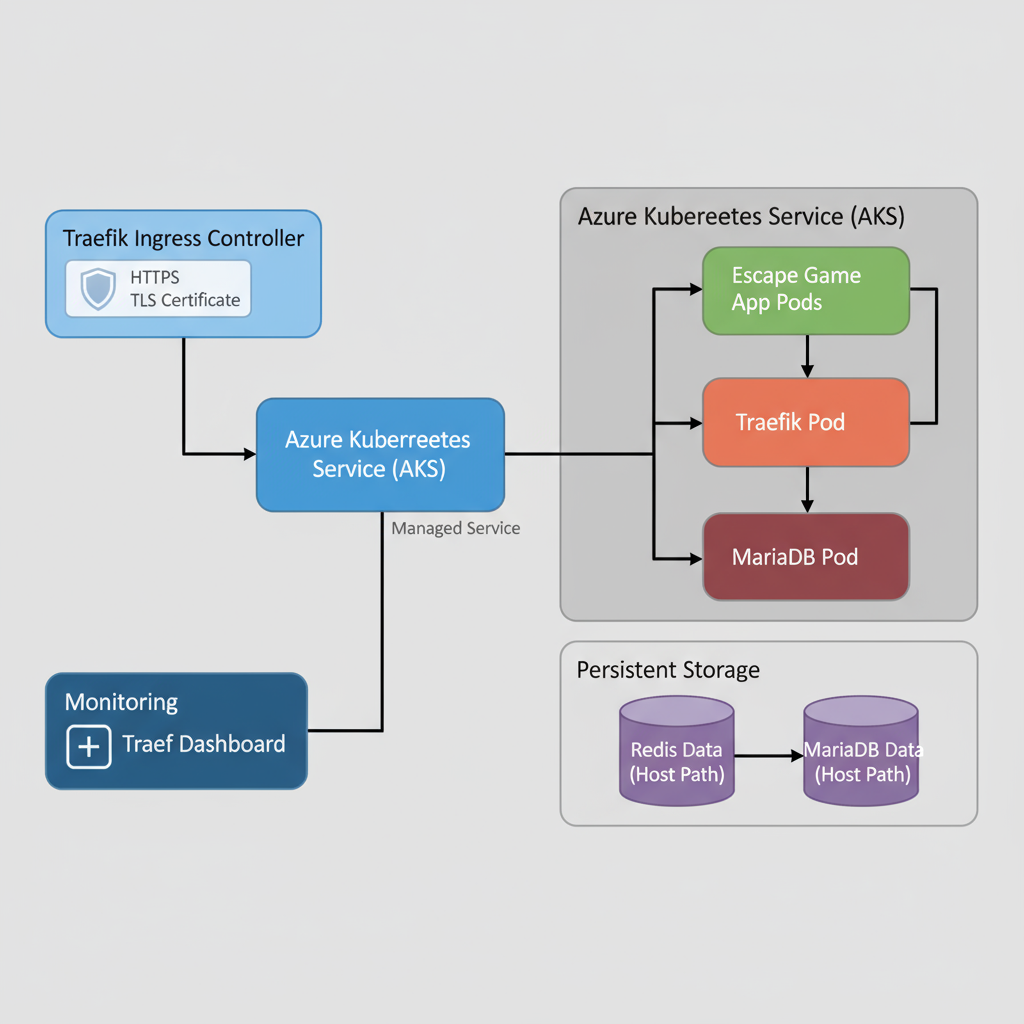 Traefik Ingress Controller
HTTPS
TLS Certificate
Azure Kuberreetes
Service (AKS)
Managed Service
Monitoring
Traef Dashboard
Azure Kubereetes Service (AKS)
Escape Game
App Pods
Traefik Pod
MariaDB Pod
Persistent Storage
Redis Data
(Host Path)
MariaDB Data
(Host Path)